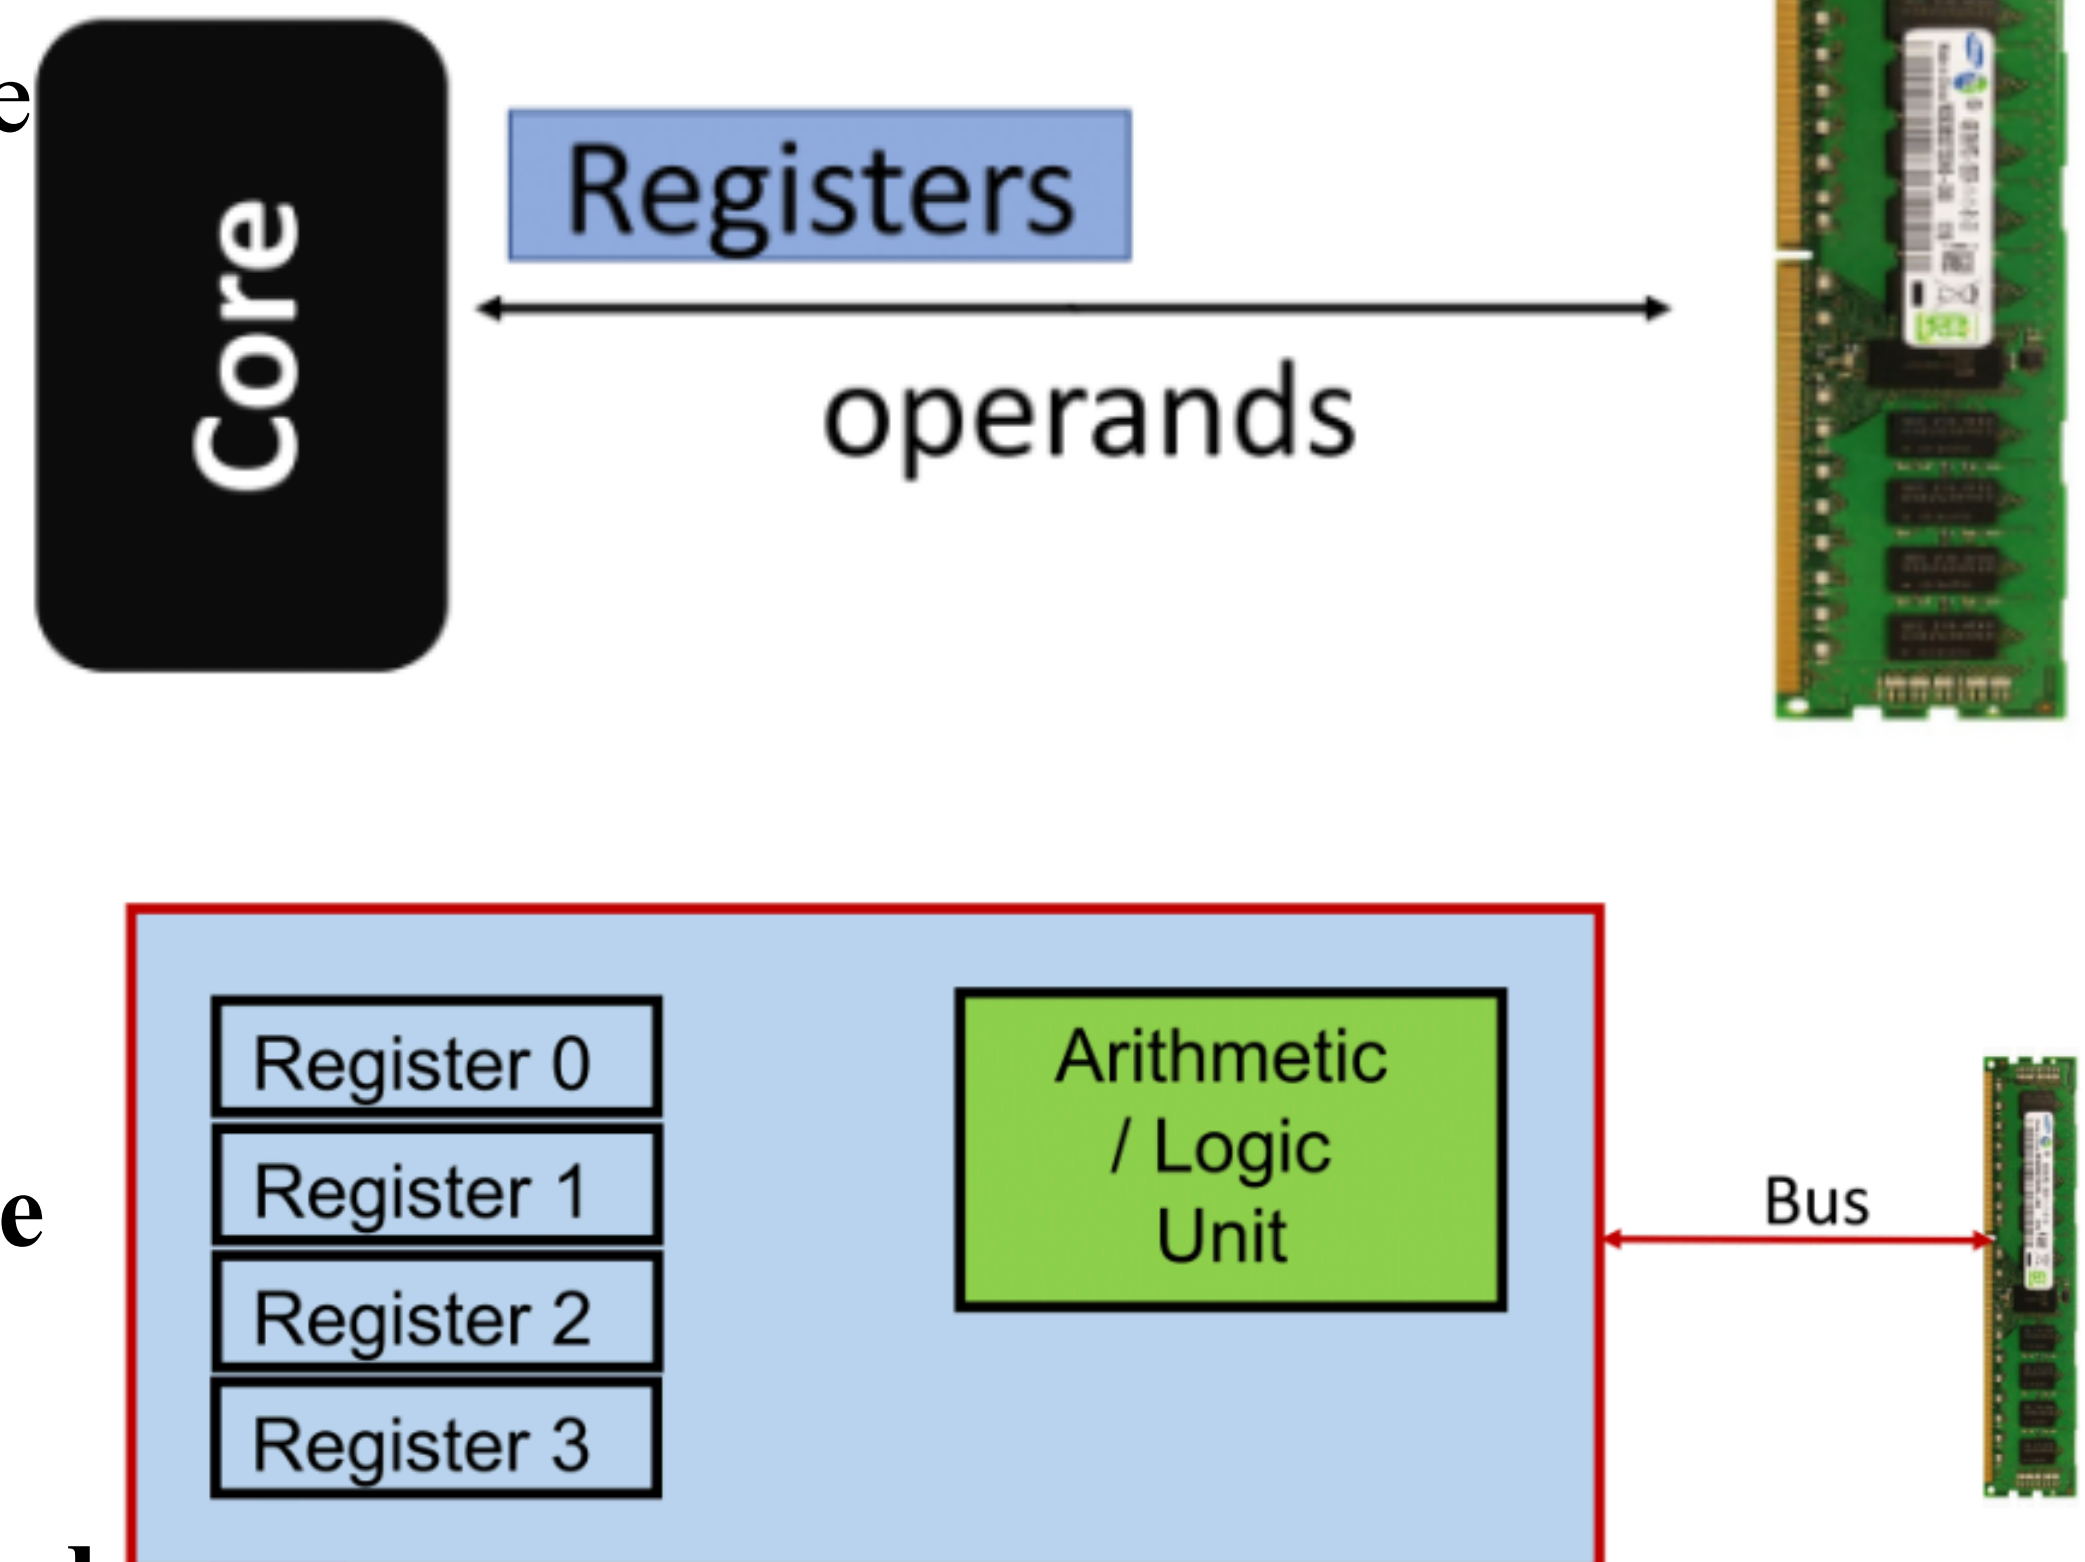 e
Core
Registers
operands
Register 0
Register 1
Register 2
Register 3
Arithmetic
/ Logic
Unit
Bus
e